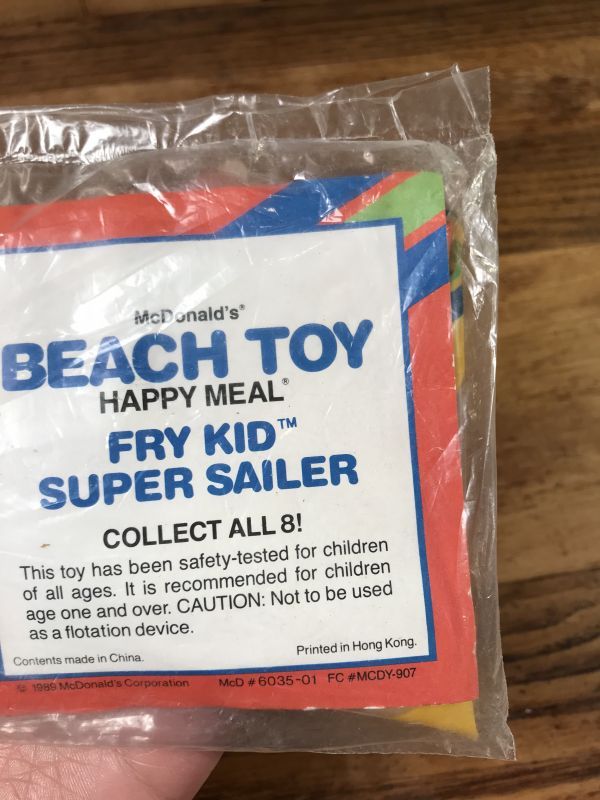 McDonald's®
BEACH TOY
HAPPY MEAL®
FRY KID™
SUPER SAILER
COLLECT ALL 8!
This toy has been safety-tested for children
of all ages. It is recommended for children
age one and over. CAUTION: Not to be used
as a flotation device.
Contents made in China.
Printed in Hong Kong.
© 1989 McDonald's Corporation McD #6035-01 FC #MCDY-907